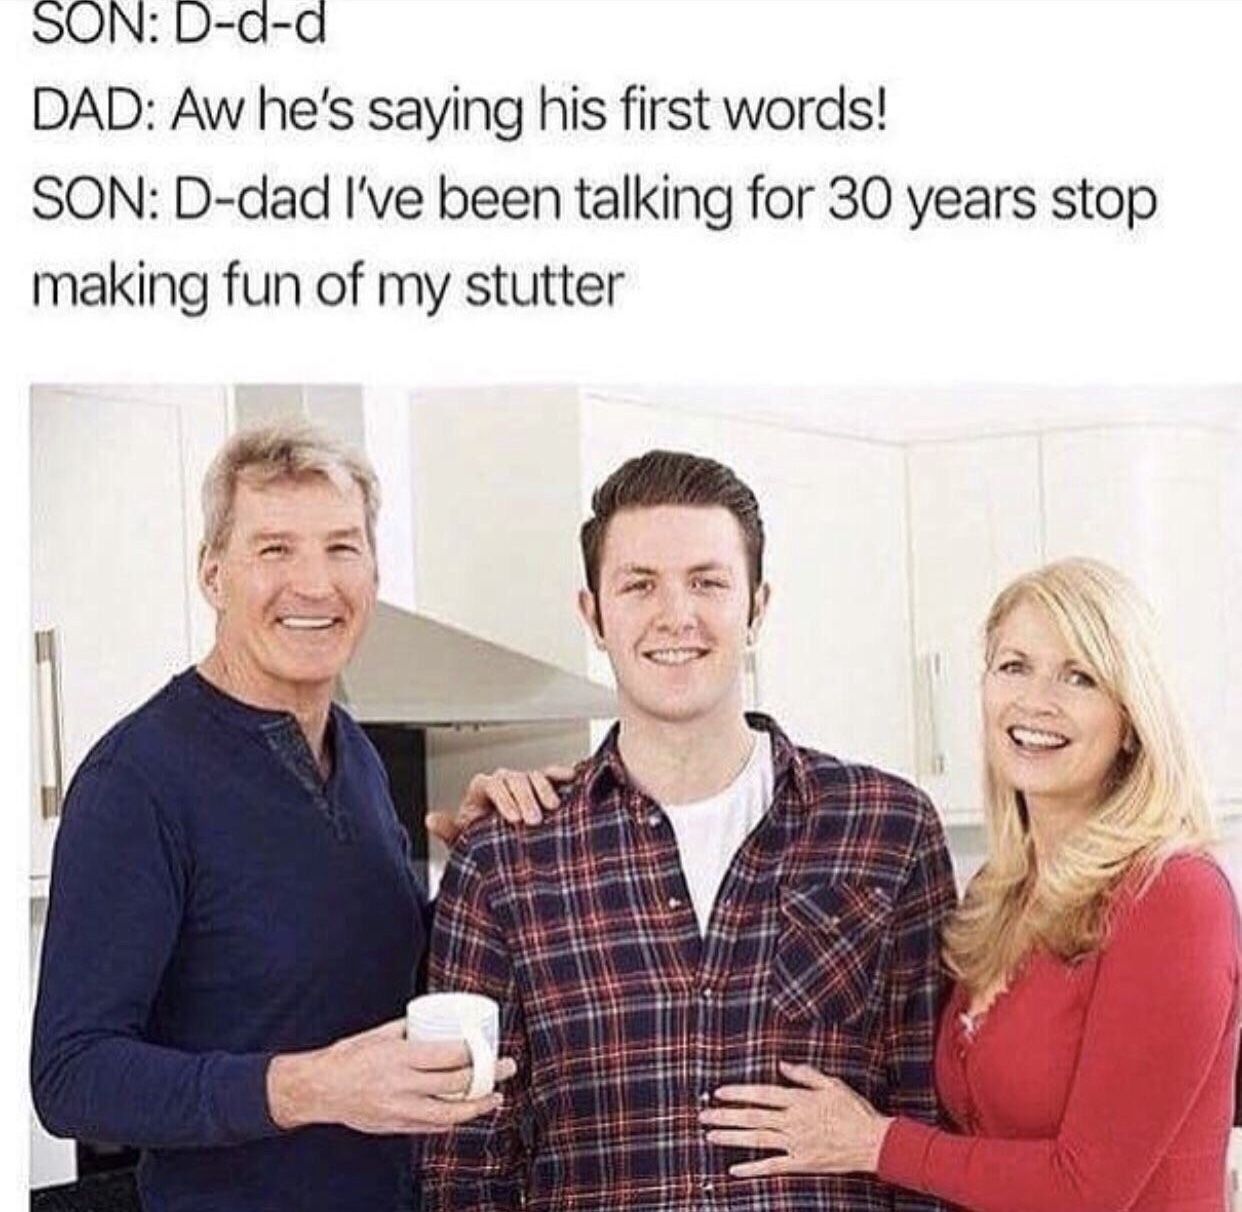 SON: D-d-d
DAD: Aw he's saying his first words!
SON: D-dad I've been talking for 30 years stop
making fun of my stutter